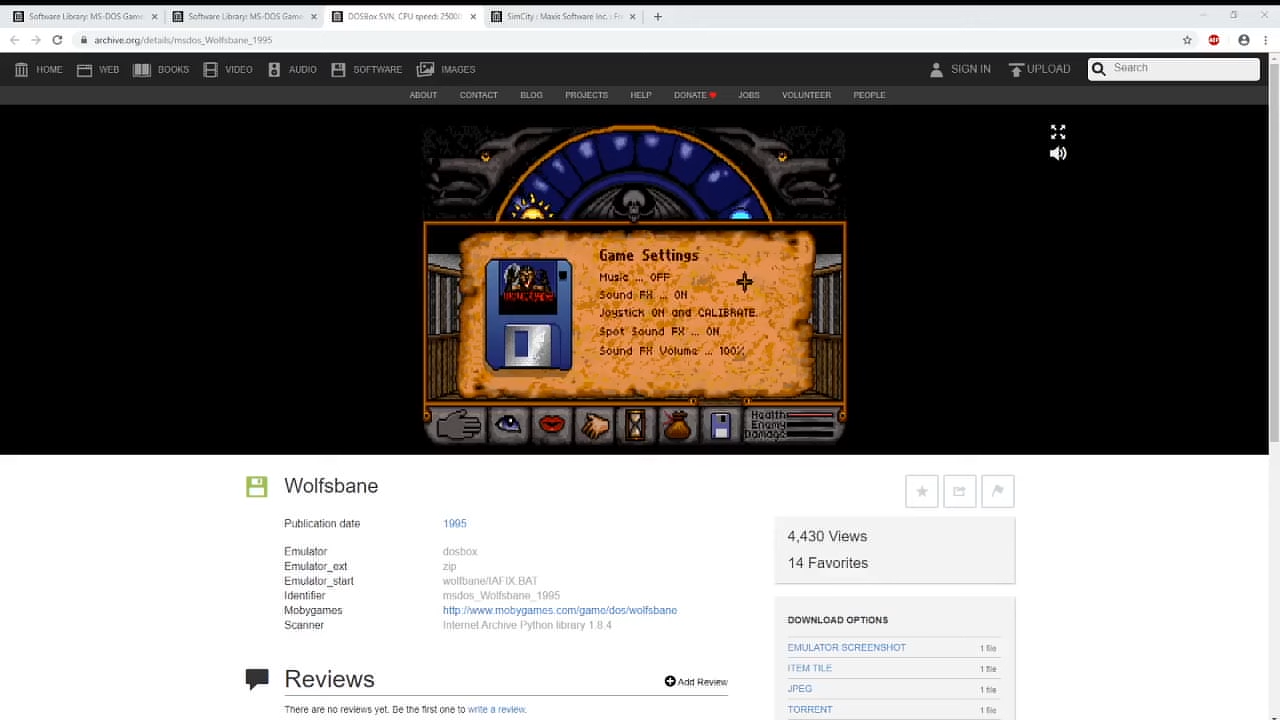 Software Library: MS-DOS Game
Software Library: MS-DOS Game
DOSBox SVN, CPU speed: 2500
SimCity : Maxis Software Inc. : Fr
archive.org/details/msdos_Wolfsbane_1995
HOME WEB BOOKS VIDEO AUDIO SOFTWARE IMAGES SIGN IN UPLOAD Search
ABOUT CONTACT BLOG PROJECTS HELP DONATE JOBS VOLUNTEER PEOPLE
Game Settings
Music ... OFF
Sound FX ... ON
Joystick ON and CALIBRATE.
Spot Sound FX ... ON
Sound FX Volume ... 100%
Health
Enemy
Damage
Wolfsbane
Publication date 1995
Emulator dosbox
Emulator_ext zip
Emulator_start wolfbane/IAFIX.BAT
Identifier msdos_Wolfsbane_1995
Mobygames http://www.mobygames.com/game/dos/wolfsbane
Scanner Internet Archive Python library 1.8.4
4,430 Views
14 Favorites
DOWNLOAD OPTIONS
EMULATOR SCREENSHOT 1 file
ITEM TILE 1 file
JPEG 1 file
TORRENT 1 file
Reviews
Add Review
There are no reviews yet. Be the first one to write a review.